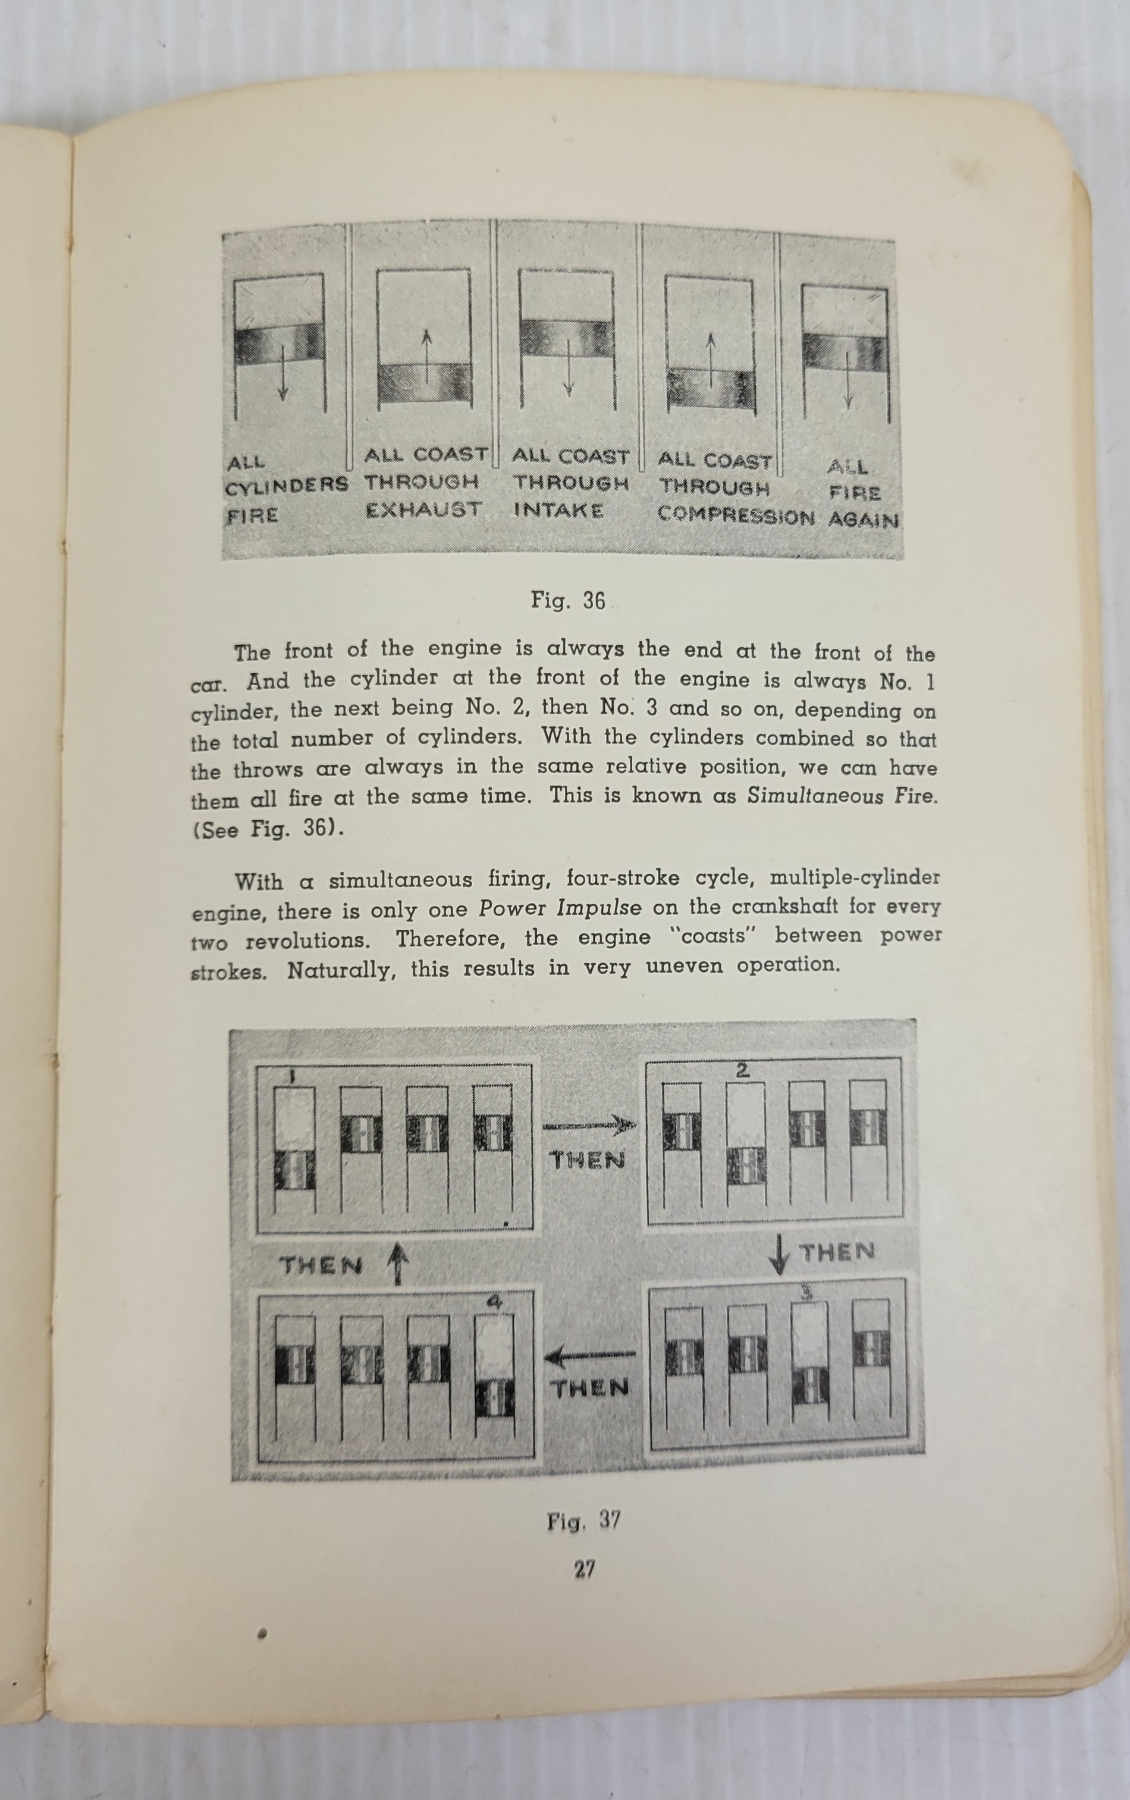 ALL
CYLINDERS
FIRE
ALL COAST
THROUGH
EXHAUST
ALL COAST
THROUGH
INTAKE
ALL COAST
THROUGH
COMPRESSION
ALL
FIRE
AGAIN
Fig. 36
The front of the engine is always the end at the front of the
car. And the cylinder at the front of the engine is always No. 1
cylinder, the next being No. 2, then No. 3 and so on, depending on
the total number of cylinders. With the cylinders combined so that
the throws are always in the same relative position, we can have
them all fire at the same time. This is known as Simultaneous Fire.
(See Fig. 36).
With a simultaneous firing, four-stroke cycle, multiple-cylinder
engine, there is only one Power Impulse on the crankshaft for every
two revolutions. Therefore, the engine "coasts" between power
strokes. Naturally, this results in very uneven operation.
1
THEN
2
THEN
3
THEN
4
THEN
Fig. 37
27